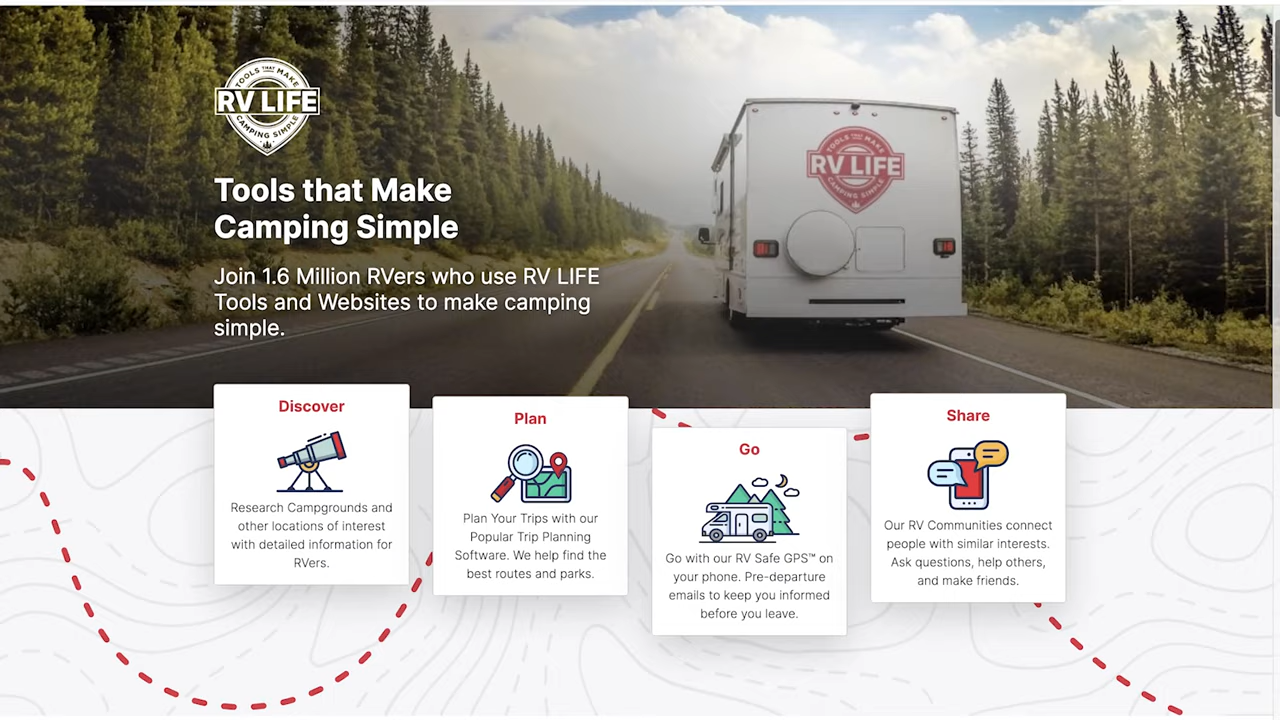 TOOLS THAT MAKE
RV LIFE
CAMPING SIMPLE
Tools that Make
Camping Simple
Join 1.6 Million RVers who use RV LIFE
Tools and Websites to make camping
simple.
TOOLS THAT MAKE
RV LIFE
CAMPING SIMPLE
Discover
Research Campgrounds and
other locations of interest
with detailed information for
RVers.
Plan
Plan Your Trips with our
Popular Trip Planning
Software. We help find the
best routes and parks.
Go
Go with our RV Safe GPS™ on
your phone. Pre-departure
emails to keep you informed
before you leave.
Share
Our RV Communities connect
people with similar interests.
Ask questions, help others,
and make friends.